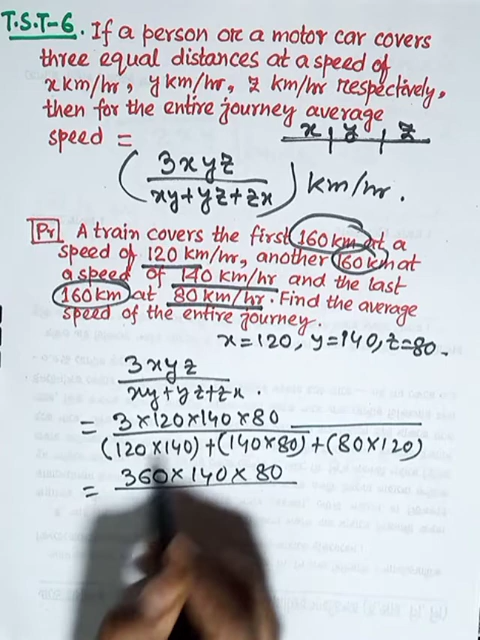 T.S.T-6. If a person or a motor car covers
three equal distances at a speed of
x km/hr, y km/hr, z km/hr respectively,
then for the entire journey average
x y z
speed =
(3xyz / xy+yz+zx) km/hr.
Pr A train covers the first 160 km at a
speed of 120 km/hr, another 160 km at
a speed of 140 km/hr and the last
160 km at 80 km/hr. Find the average
speed of the entire journey.
x=120, y=140, z=80.
3xyz
xy+yz+zx.
= 3×120×140×80
(120×140)+(140×80)+(80×120)
= 360×140×80